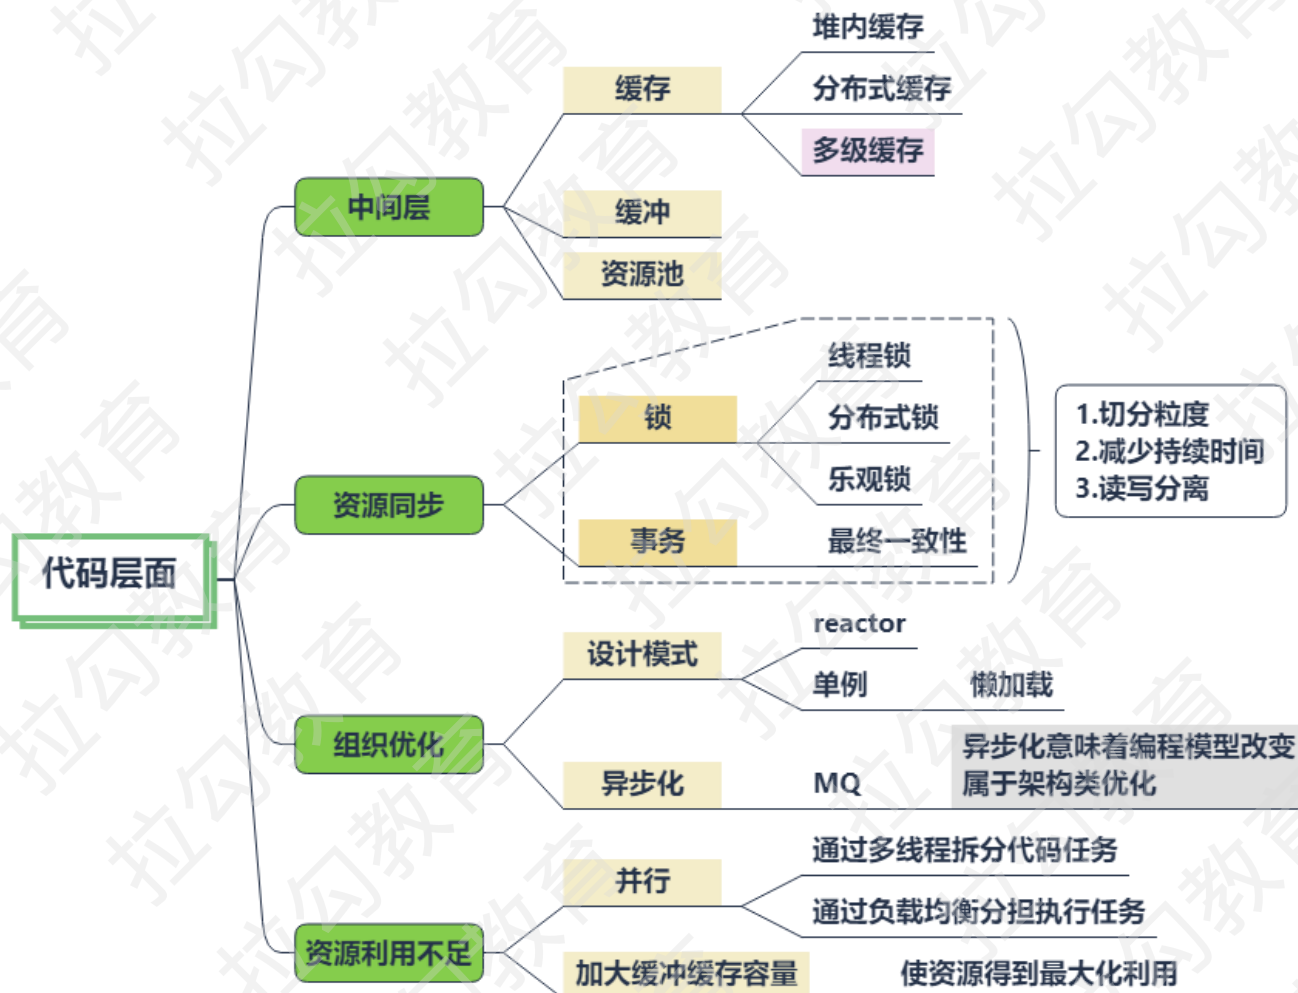 代码层面
中间层
缓存
堆内缓存
分布式缓存
多级缓存
缓冲
资源池
资源同步
锁
线程锁
分布式锁
乐观锁
事务
最终一致性
1.切分粒度
2.减少持续时间
3.读写分离
组织优化
设计模式
reactor
单例
懒加载
异步化
MQ
异步化意味着编程模型改变
属于架构类优化
资源利用不足
并行
通过多线程拆分代码任务
通过负载均衡分担执行任务
加大缓冲缓存容量
使资源得到最大化利用
拉勾教育